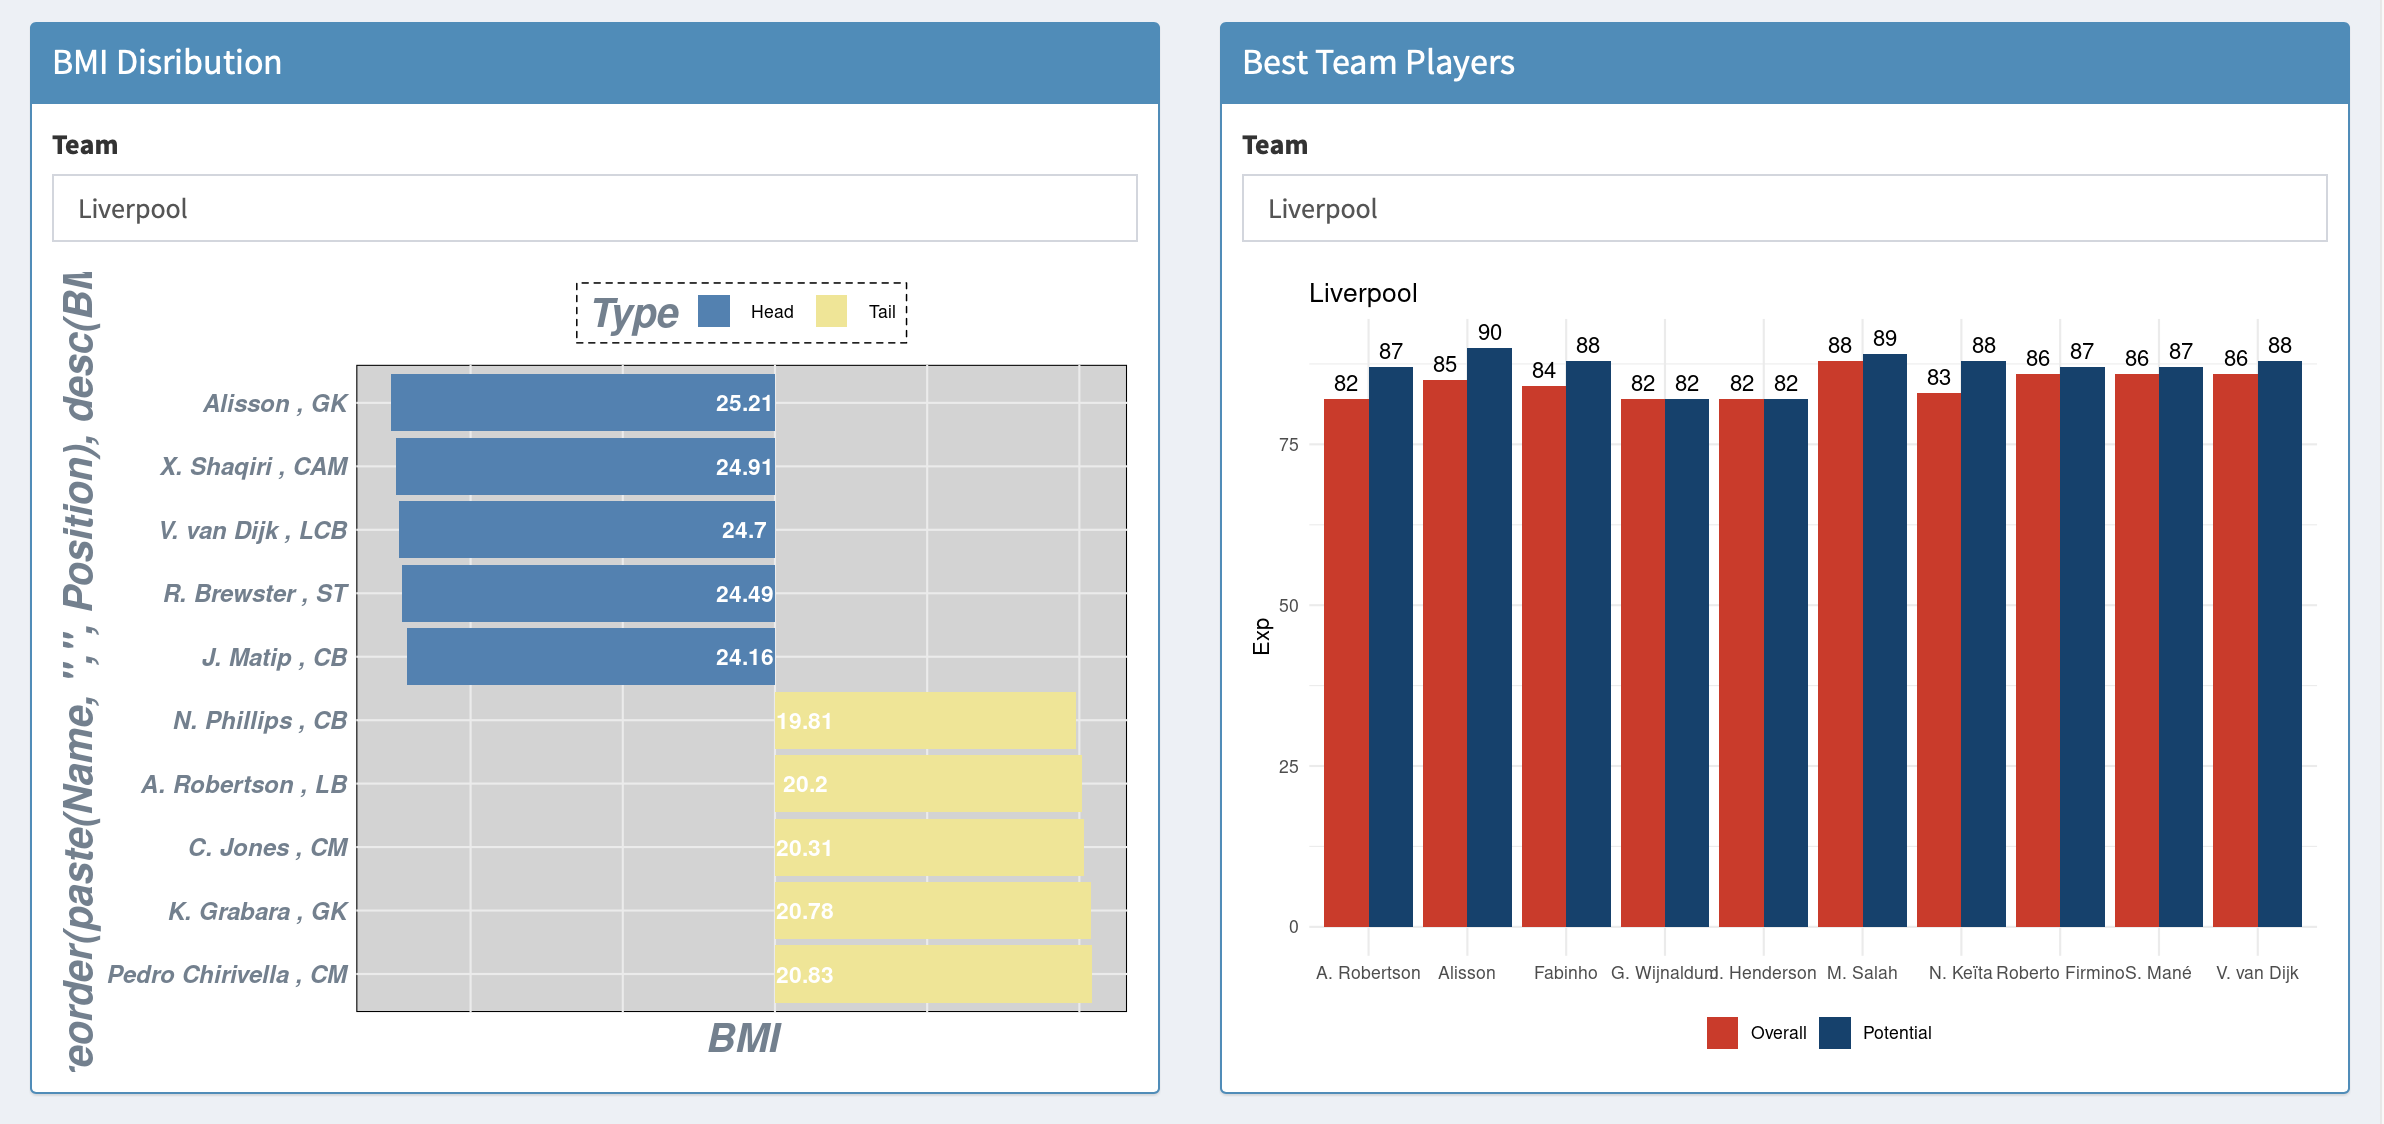 BMI Disribution
Team
Liverpool
reorder(paste(Name, ",", Position), desc(BM
Type Head Tail
Alisson , GK 25.21
X. Shaqiri , CAM 24.91
V. van Dijk , LCB 24.7
R. Brewster , ST 24.49
J. Matip , CB 24.16
N. Phillips , CB 19.81
A. Robertson , LB 20.2
C. Jones , CM 20.31
K. Grabara , GK 20.78
Pedro Chirivella , CM 20.83
BMI
Best Team Players
Team
Liverpool
Liverpool
82 87 85 90 84 88 82 82 82 82 88 89 83 88 86 87 86 87 86 88
75
50
25
0
Exp
A. Robertson Alisson Fabinho G. Wijnaldum J. Henderson M. Salah N. Keïta Roberto Firmino S. Mané V. van Dijk
Overall Potential